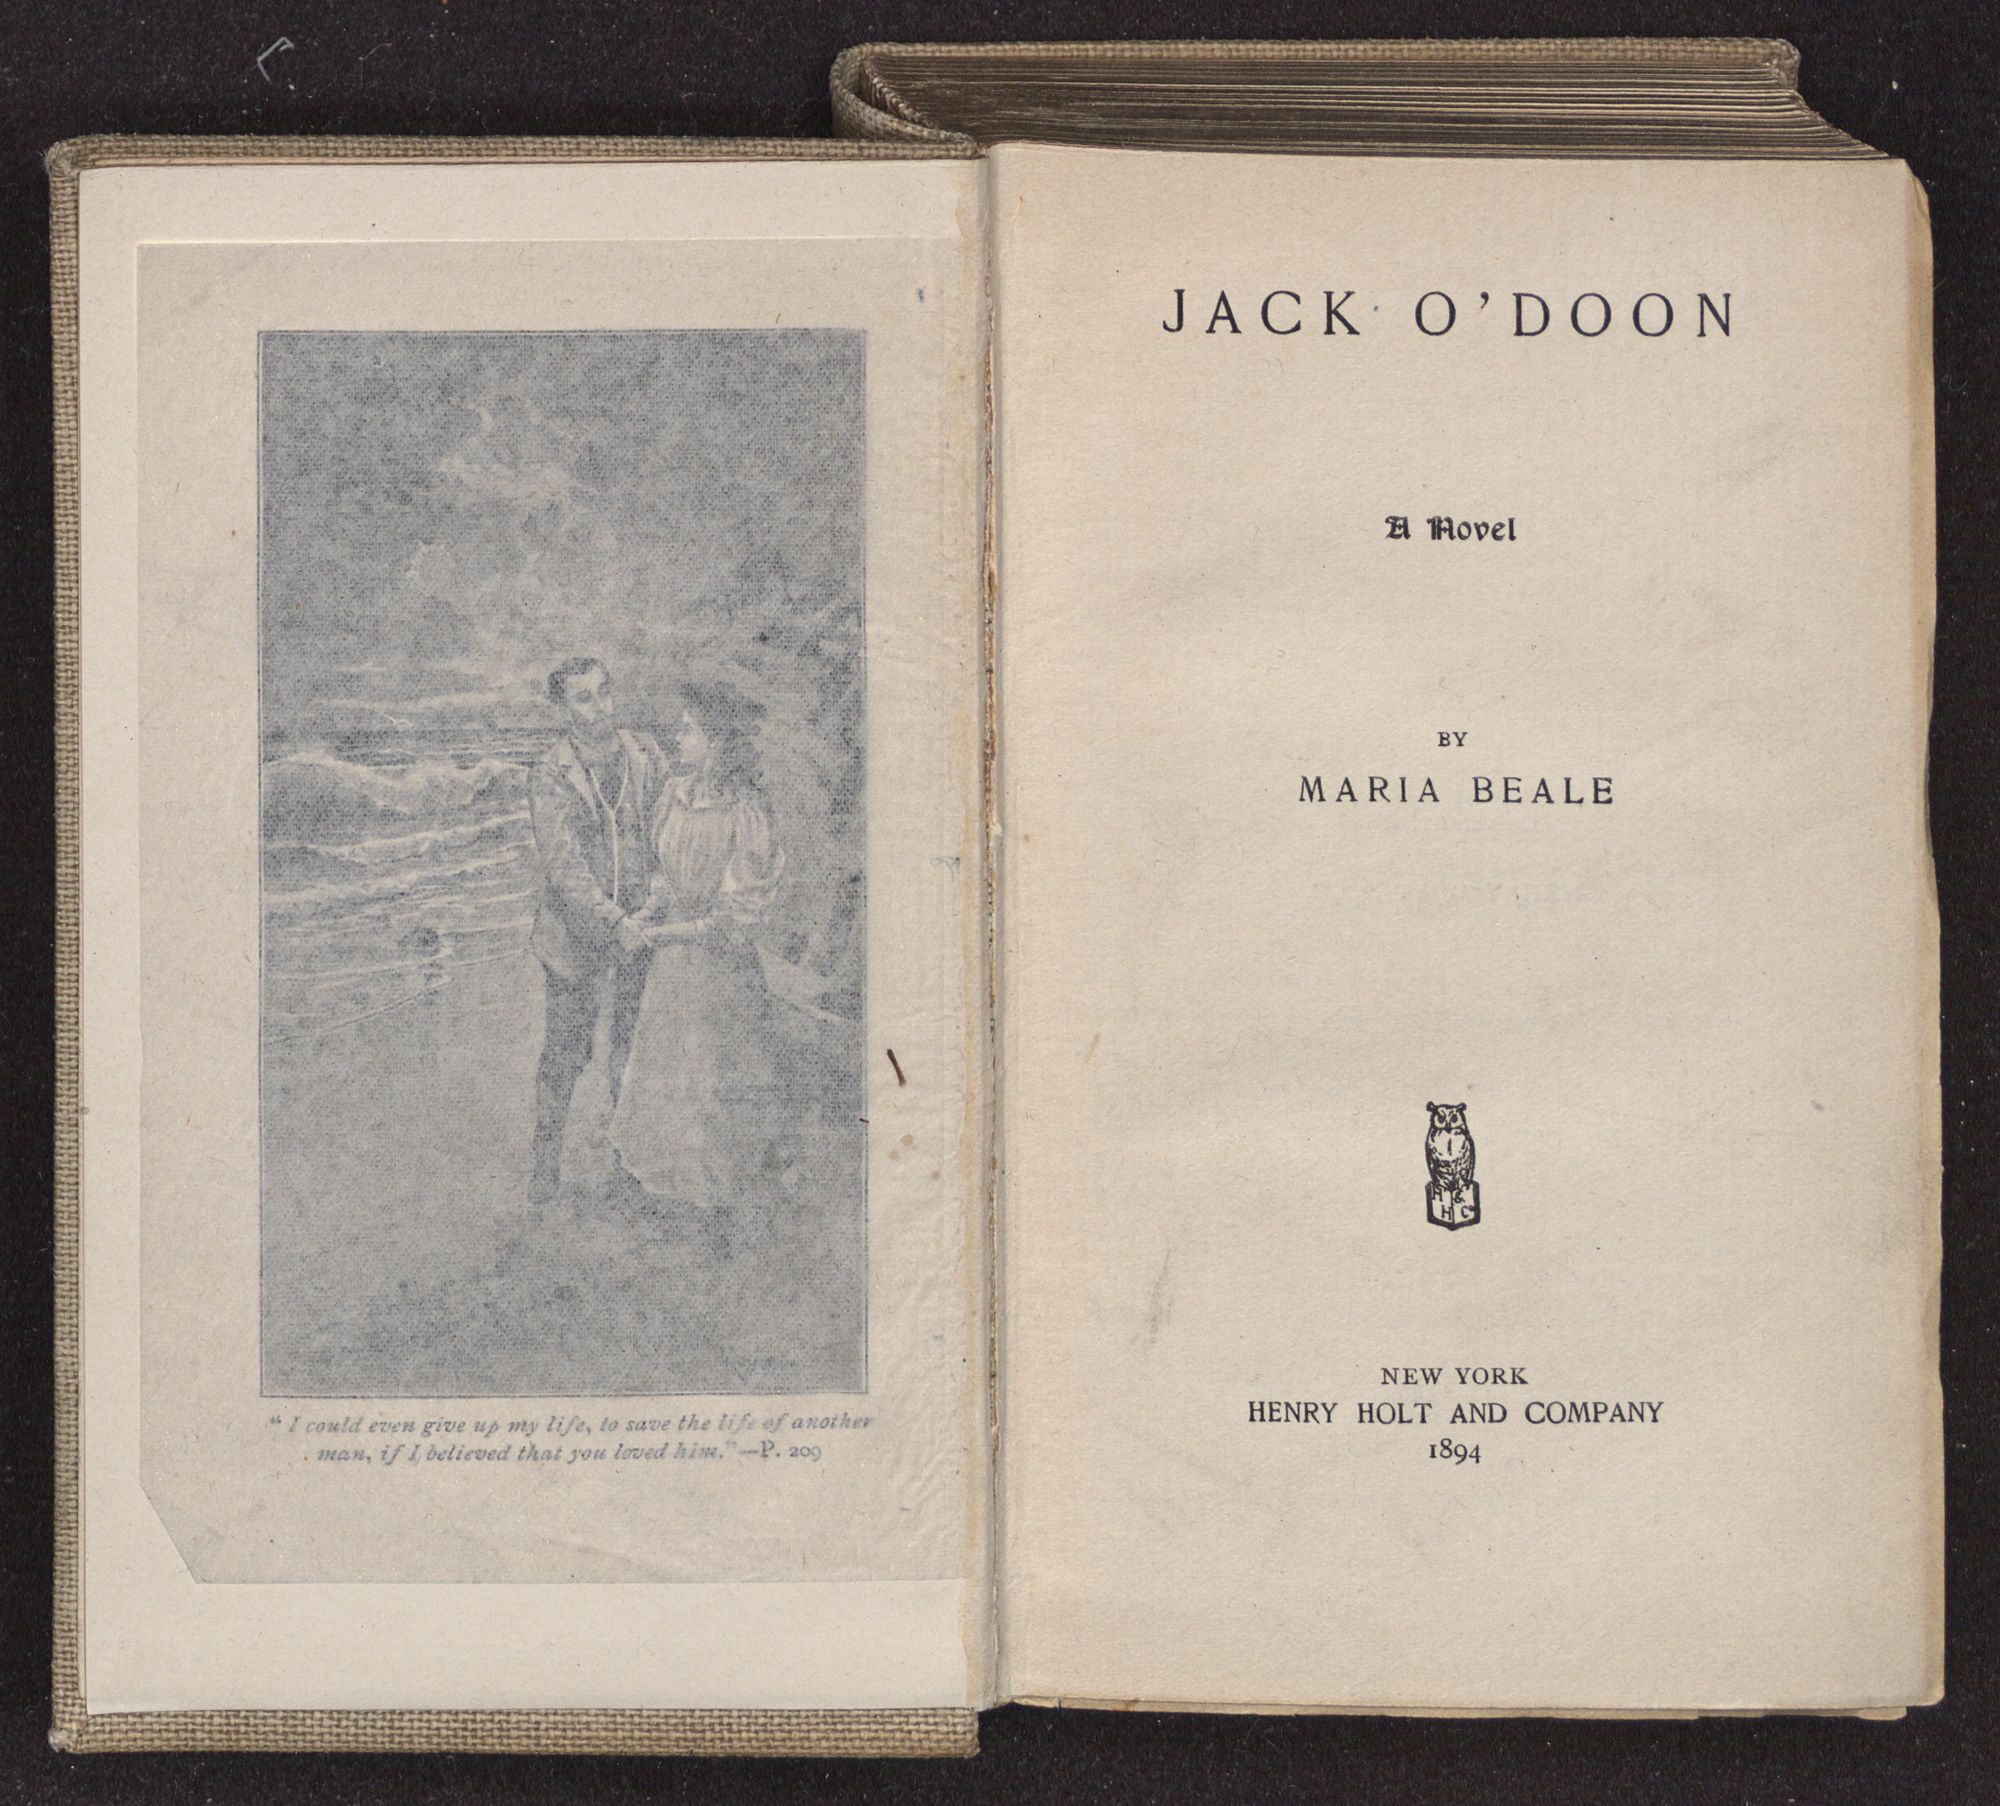 " I could even give up my life, to save the life of another
man, if I believed that you loved him."—P. 209
JACK O'DOON
A Novel
BY
MARIA BEALE
H &
H Co
NEW YORK
HENRY HOLT AND COMPANY
1894